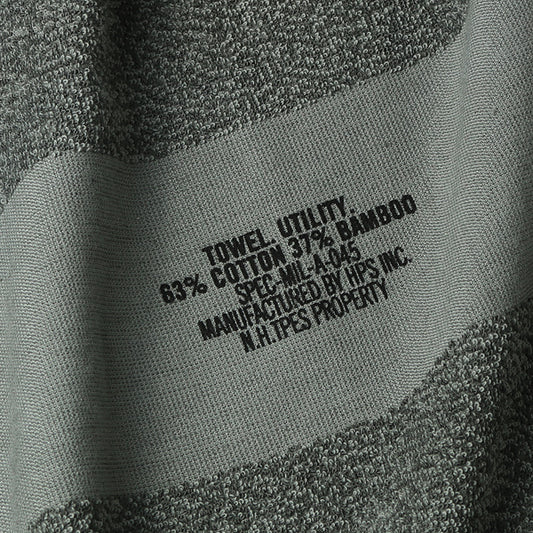 TOWEL. UTILITY.
63% COTTON 37% BAMBOO
SPEC-MIL-A-045
MANUFACTURED BY HPS INC.
N.H.TPES PROPERTY